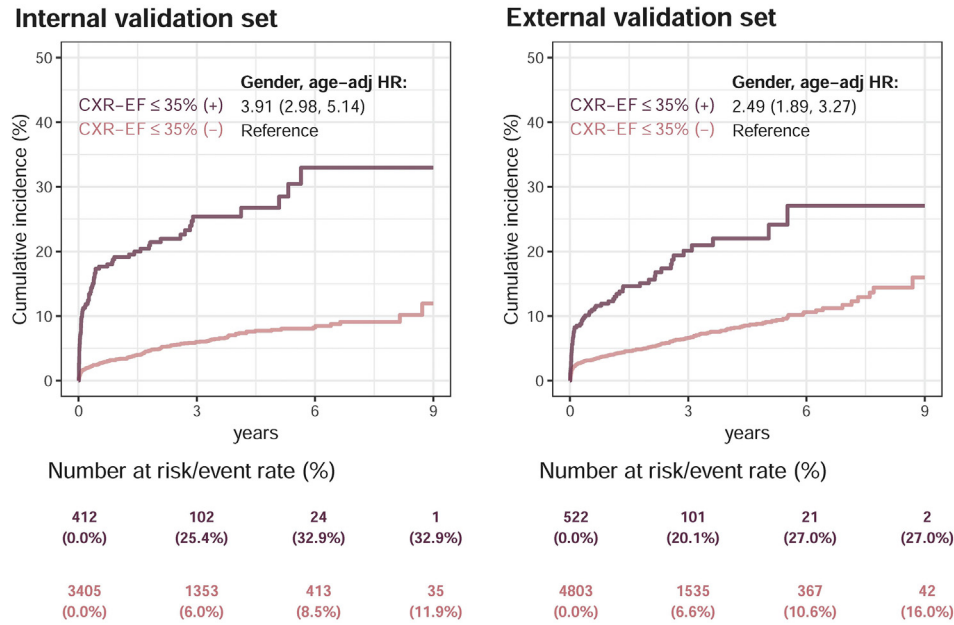 Internal validation set
50
40
30
20
10
0
Cumulative incidence (%)
Gender, age–adj HR:
CXR–EF ≤ 35% (+) 3.91 (2.98, 5.14)
CXR–EF ≤ 35% (–) Reference
0 3 6 9
years
Number at risk/event rate (%)
412 102 24 1
(0.0%) (25.4%) (32.9%) (32.9%)
3405 1353 413 35
(0.0%) (6.0%) (8.5%) (11.9%)
External validation set
50
40
30
20
10
0
Cumulative incidence (%)
Gender, age–adj HR:
CXR–EF ≤ 35% (+) 2.49 (1.89, 3.27)
CXR–EF ≤ 35% (–) Reference
0 3 6 9
years
Number at risk/event rate (%)
522 101 21 2
(0.0%) (20.1%) (27.0%) (27.0%)
4803 1535 367 42
(0.0%) (6.6%) (10.6%) (16.0%)